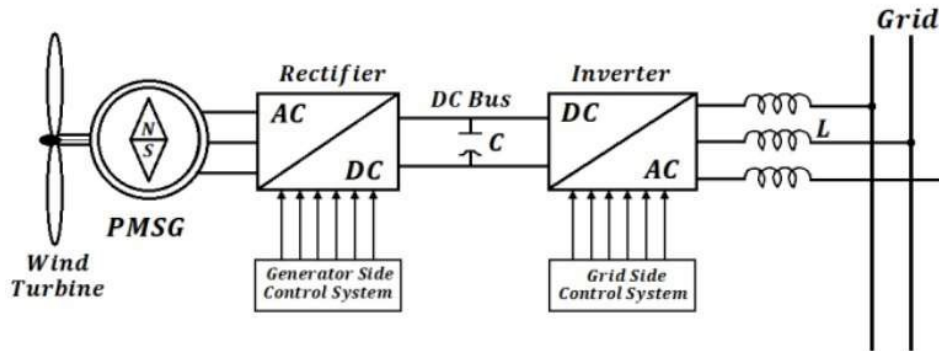 Grid
Rectifier
Inverter
DC Bus
AC
DC
C
DC
AC
L
N
S
PMSG
Wind
Turbine
Generator Side
Control System
Grid Side
Control System